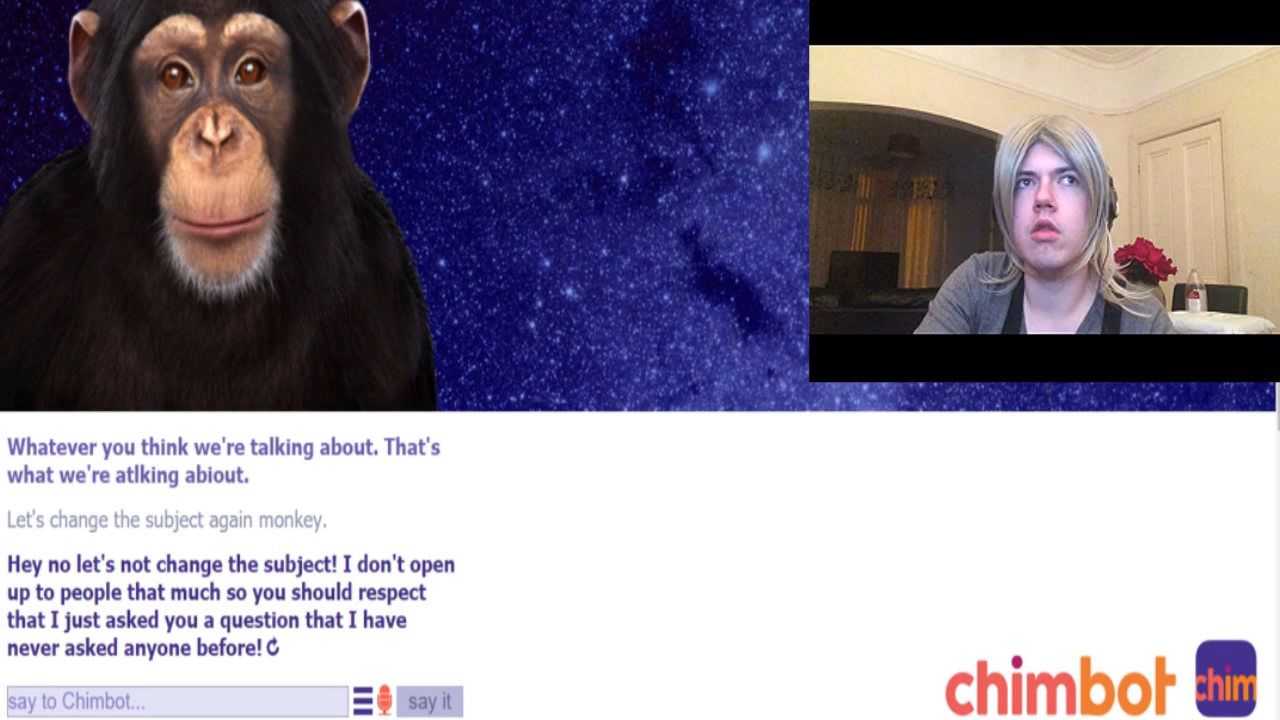 Whatever you think we're talking about. That's
what we're atlking abiout.
Let's change the subject again monkey.
Hey no let's not change the subject! I don't open
up to people that much so you should respect
that I just asked you a question that I have
never asked anyone before!
say to Chimbot...
say it
chimbot
chim